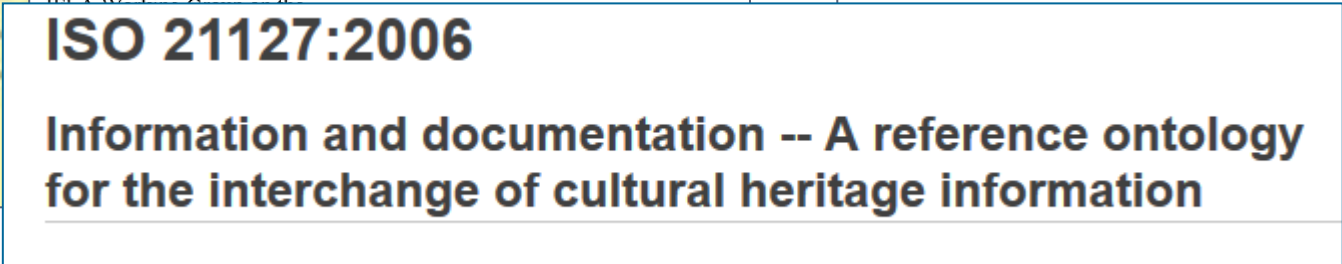 ISO 21127:2006
Information and documentation -- A reference ontology
for the interchange of cultural heritage information